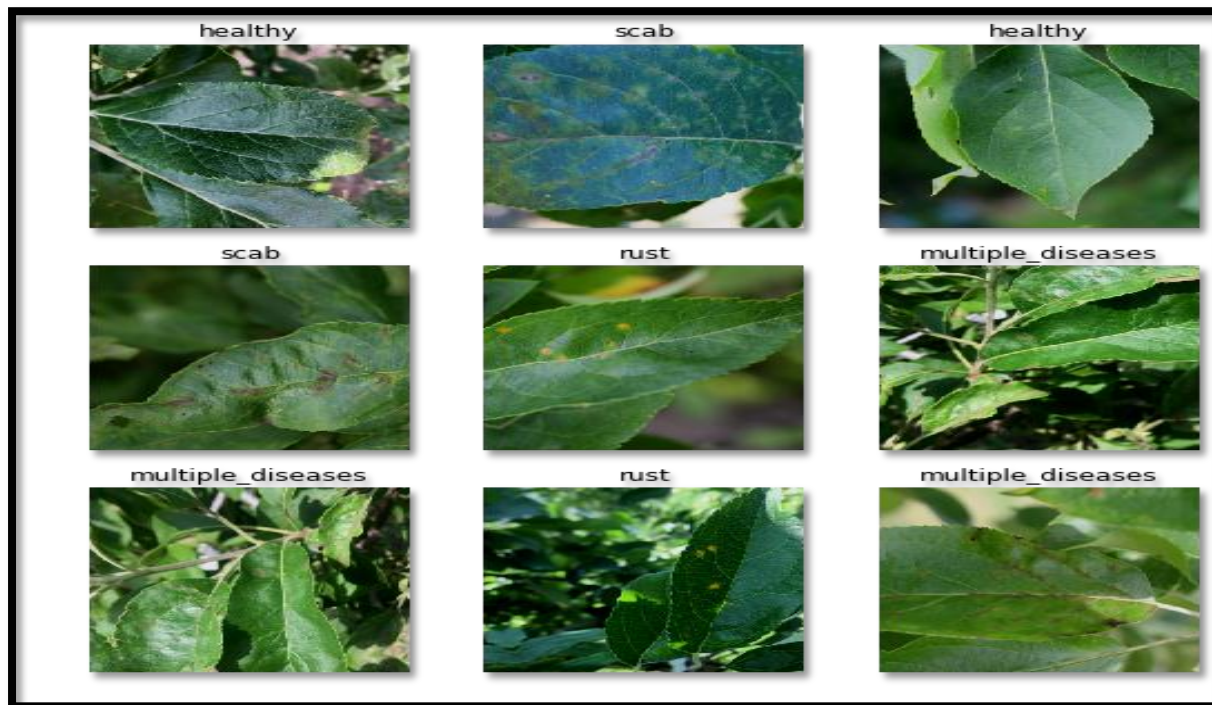 healthy
scab
healthy
scab
rust
multiple_diseases
multiple_diseases
rust
multiple_diseases